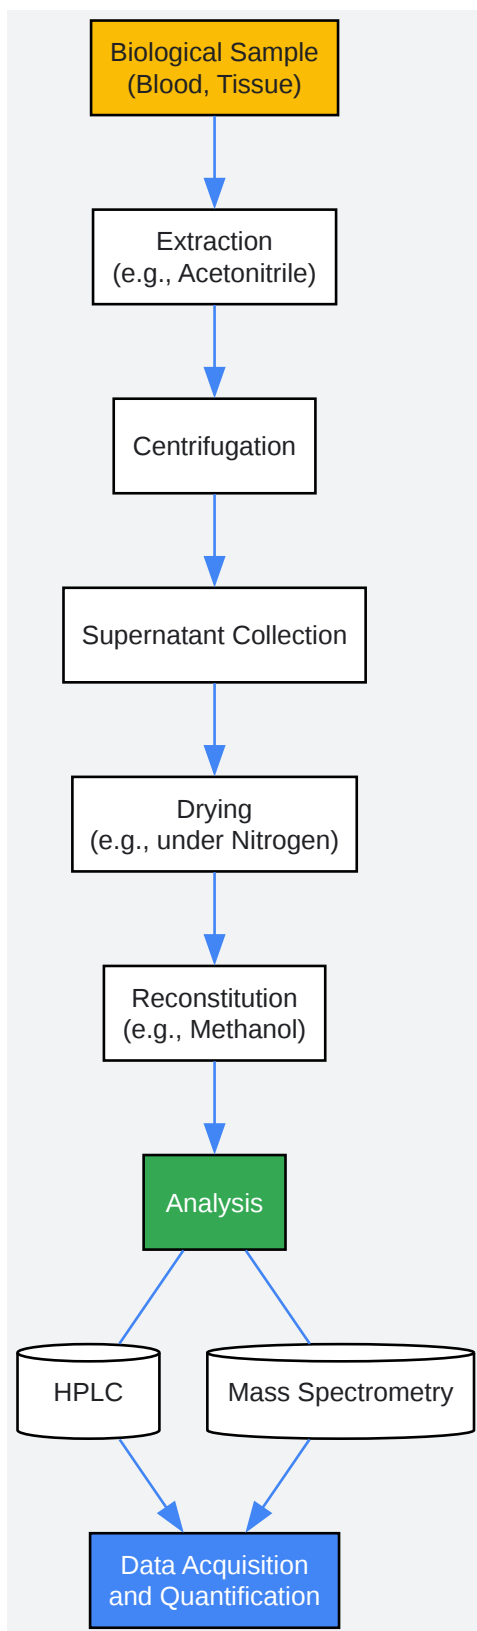 Biological Sample
(Blood, Tissue)
Extraction
(e.g., Acetonitrile)
Centrifugation
Supernatant Collection
Drying
(e.g., under Nitrogen)
Reconstitution
(e.g., Methanol)
Analysis
HPLC
Mass Spectrometry
Data Acquisition
and Quantification